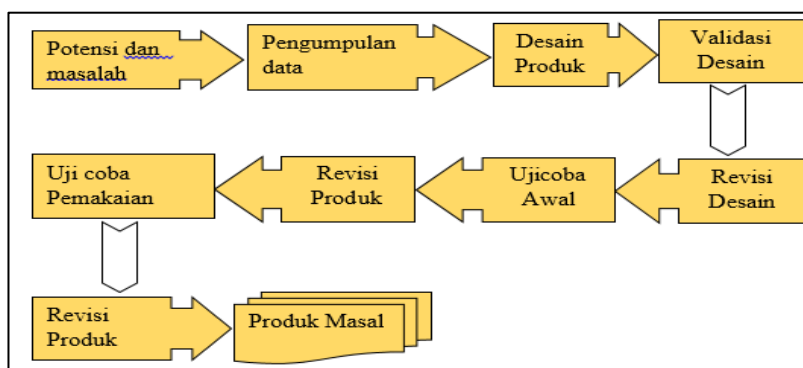 Potensi dan
masalah
Pengumpulan
data
Desain
Produk
Validasi
Desain
Revisi
Desain
Ujicoba
Awal
Revisi
Produk
Uji coba
Pemakaian
Revisi
Produk
Produk Masal